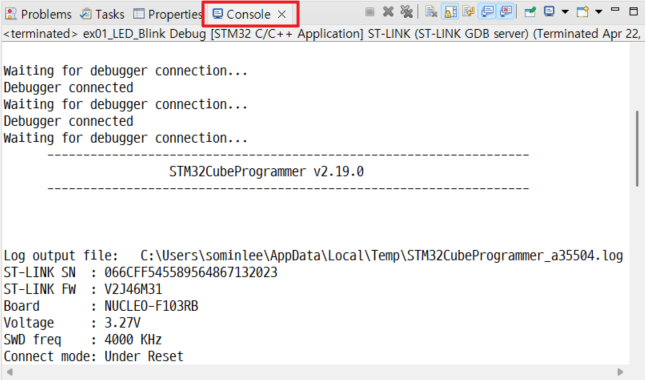 Problems Tasks Properties Console
<terminated> ex01_LED_Blink Debug [STM32 C/C++ Application] ST-LINK (ST-LINK GDB server) (Terminated Apr 22,
Waiting for debugger connection...
Debugger connected
Waiting for debugger connection...
Debugger connected
Waiting for debugger connection...
-------------------------------------------------------------------
STM32CubeProgrammer v2.19.0
-------------------------------------------------------------------
Log output file:   C:\Users\sominlee\AppData\Local\Temp\STM32CubeProgrammer_a35504.log
ST-LINK SN  : 066CFF545589564867132023
ST-LINK FW  : V2J46M31
Board       : NUCLEO-F103RB
Voltage     : 3.27V
SWD freq    : 4000 KHz
Connect mode: Under Reset